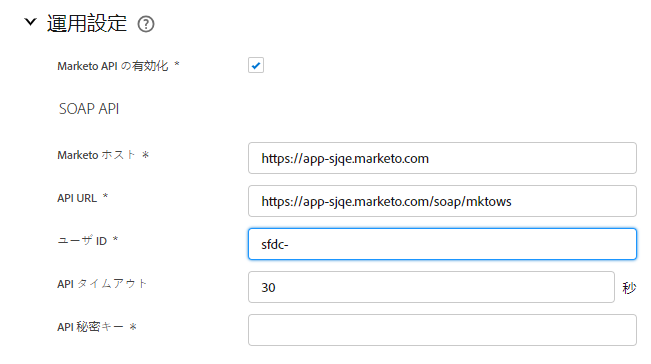 運用設定 ?
Marketo API の有効化 *
SOAP API
Marketo ホスト *
https://app-sjqe.marketo.com
API URL *
https://app-sjqe.marketo.com/soap/mktows
ユーザ ID *
sfdc-
API タイムアウト
30 秒
API 秘密キー *